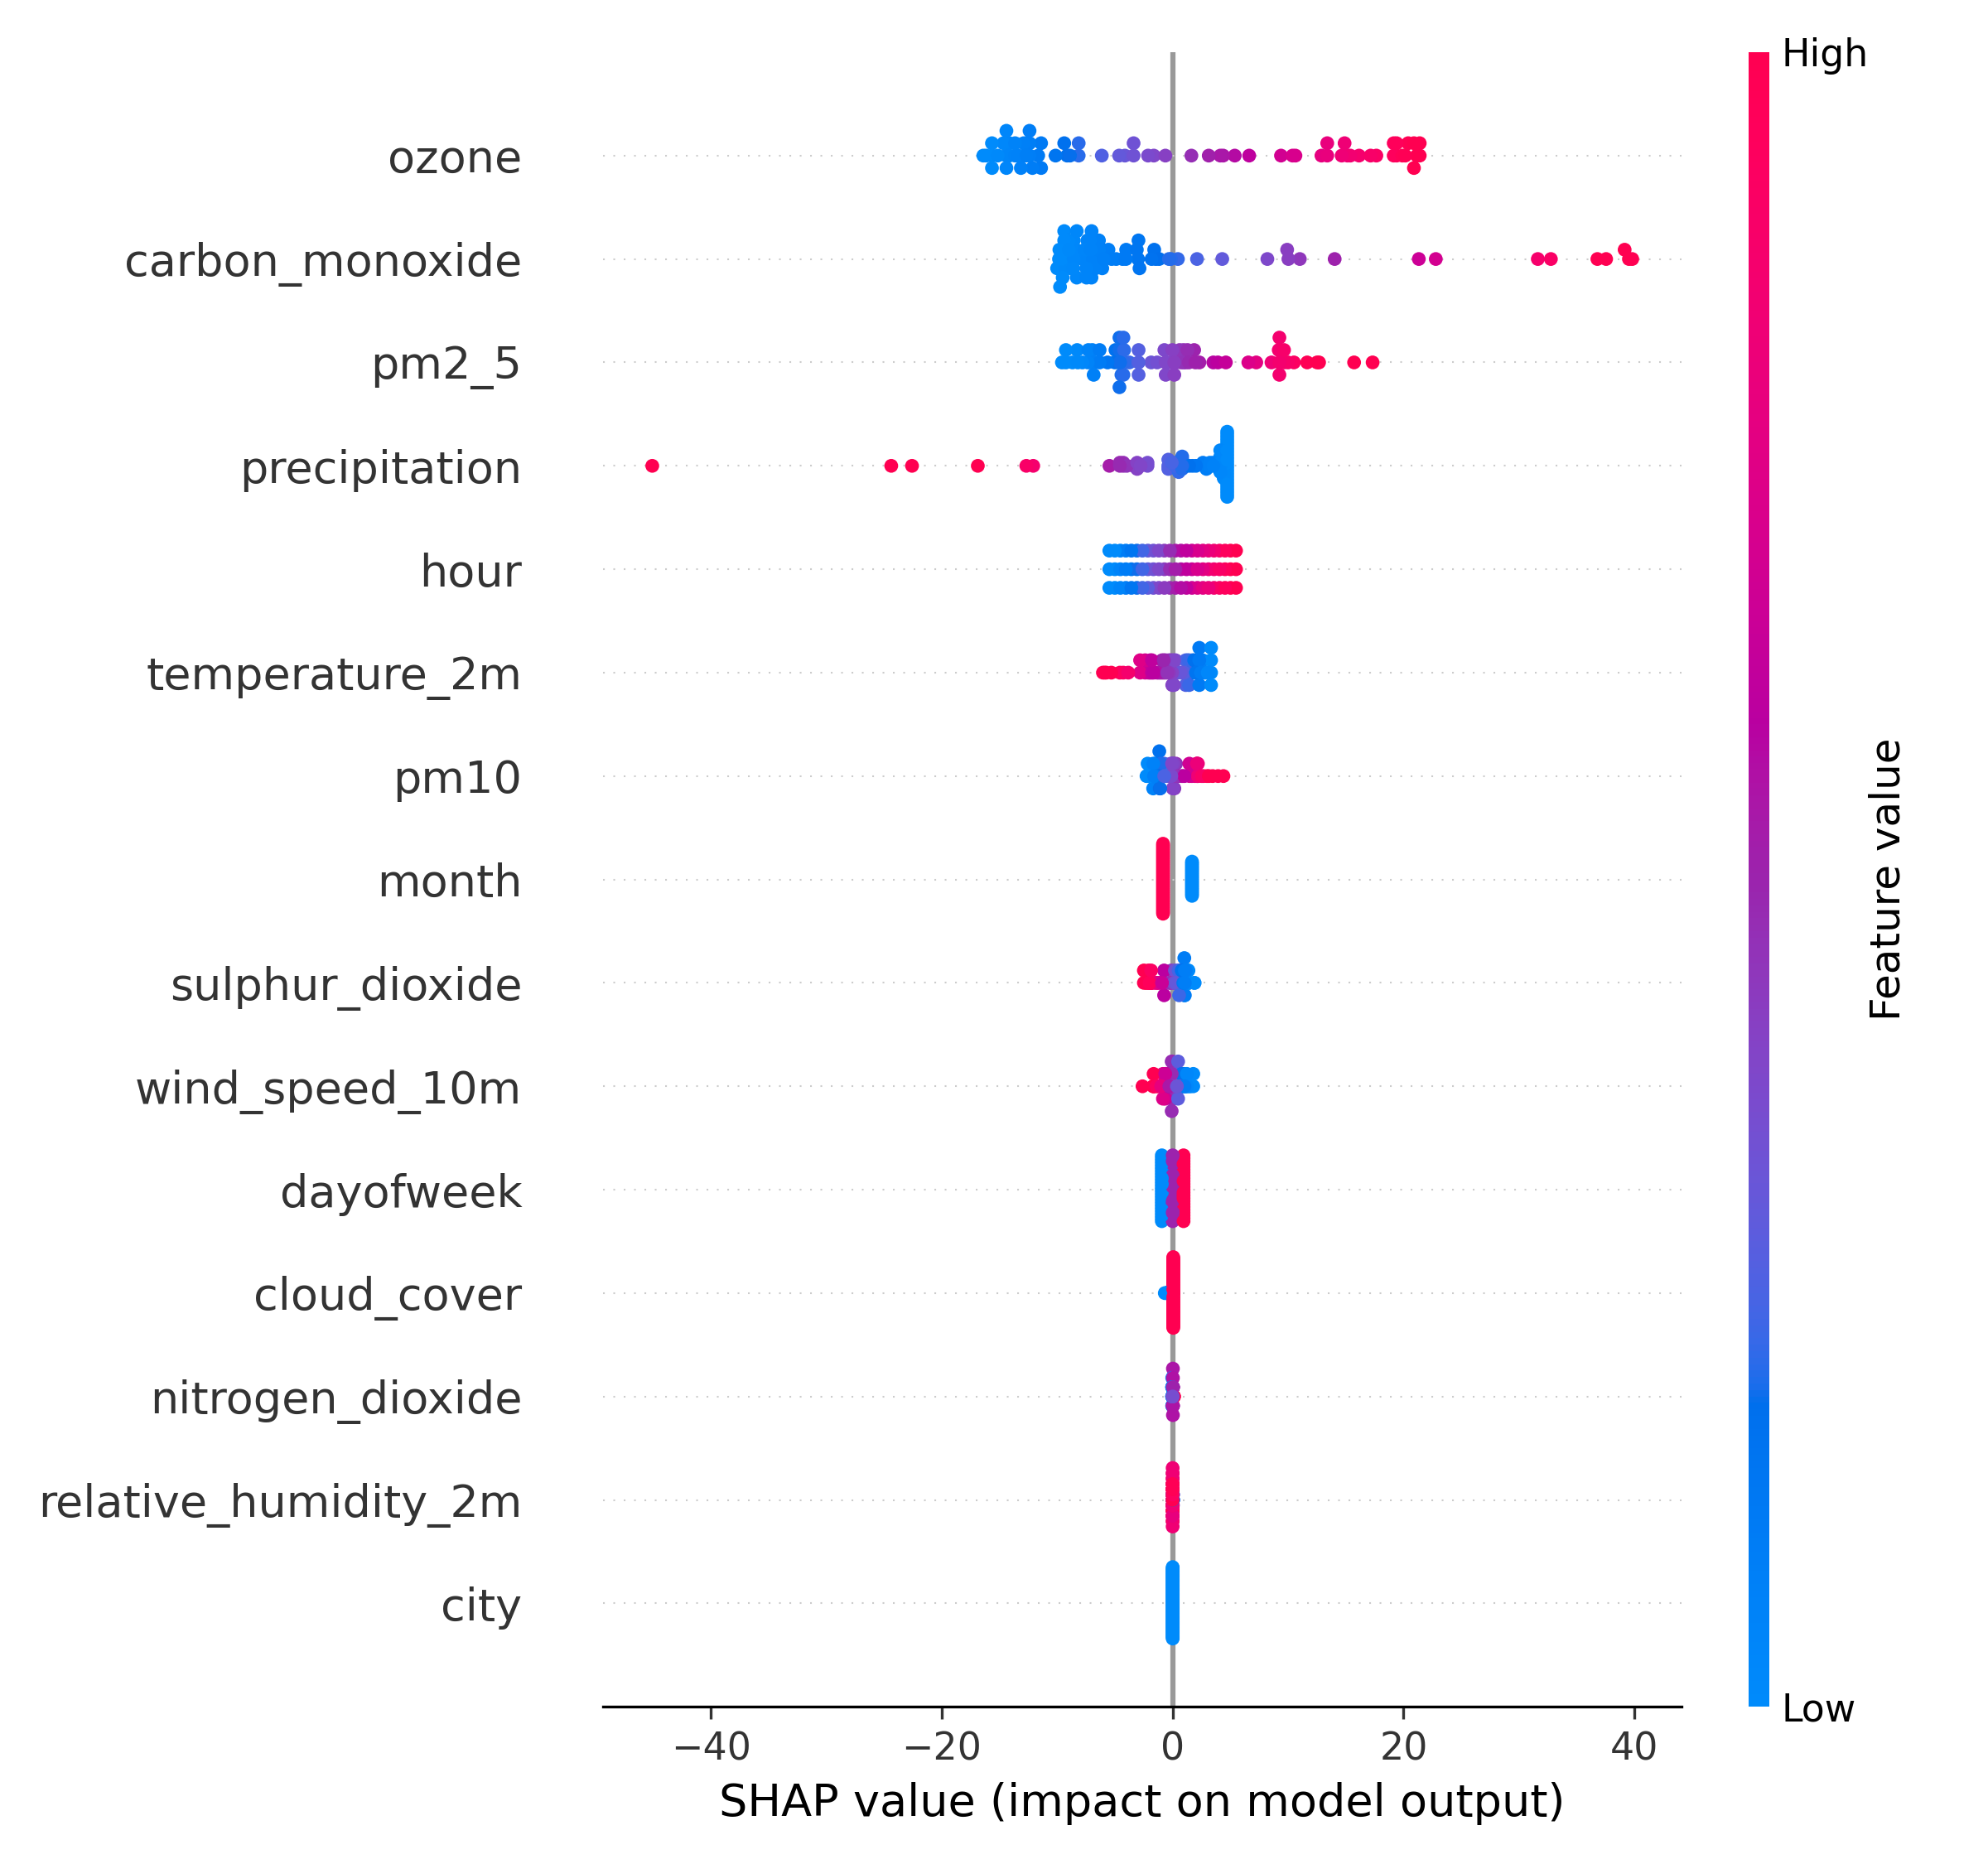 High
ozone
carbon_monoxide
pm2_5
precipitation
hour
temperature_2m
pm10
month
sulphur_dioxide
wind_speed_10m
dayofweek
cloud_cover
nitrogen_dioxide
relative_humidity_2m
city
Feature value
Low
−40 −20 0 20 40
SHAP value (impact on model output)